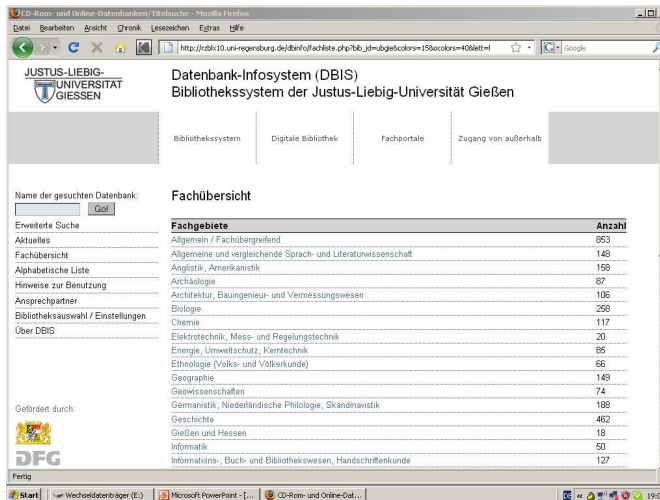 CD-Rom- und Online-Datenbanken/Titelsuche - Mozilla Firefox
Datei Bearbeiten Ansicht Chronik Lesezeichen Extras Hilfe
http://rzblx10.uni-regensburg.de/dbinfo/fachliste.php?bib_id=ubgie&colors=15&ocolors=40&lett=l
Google
JUSTUS-LIEBIG-
UNIVERSITÄT
GIESSEN
Datenbank-Infosystem (DBIS)
Bibliothekssystem der Justus-Liebig-Universität Gießen
Bibliothekssystem Digitale Bibliothek Fachportale Zugang von außerhalb
Name der gesuchten Datenbank:
Go!
Erweiterte Suche
Aktuelles
Fachübersicht
Alphabetische Liste
Hinweise zur Benutzung
Ansprechpartner
Bibliotheksauswahl / Einstellungen
Über DBIS
Gefördert durch:
DFG
Fachübersicht
Fachgebiete Anzahl
Allgemein / Fachübergreifend 853
Allgemeine und vergleichende Sprach- und Literaturwissenschaft 148
Anglistik, Amerikanistik 158
Archäologie 87
Architektur, Bauingenieur- und Vermessungswesen 106
Biologie 258
Chemie 117
Elektrotechnik, Mess- und Regelungstechnik 20
Energie, Umweltschutz, Kerntechnik 85
Ethnologie (Volks- und Völkerkunde) 66
Geographie 149
Geowissenschaften 74
Germanistik, Niederländische Philologie, Skandinavistik 188
Geschichte 462
Gießen und Hessen 18
Informatik 50
Informations-, Buch- und Bibliothekswesen, Handschriftenkunde 127
Fertig
Start Wechseldatenträger (E:) Microsoft PowerPoint - [... CD-Rom- und Online-Dat... DE «